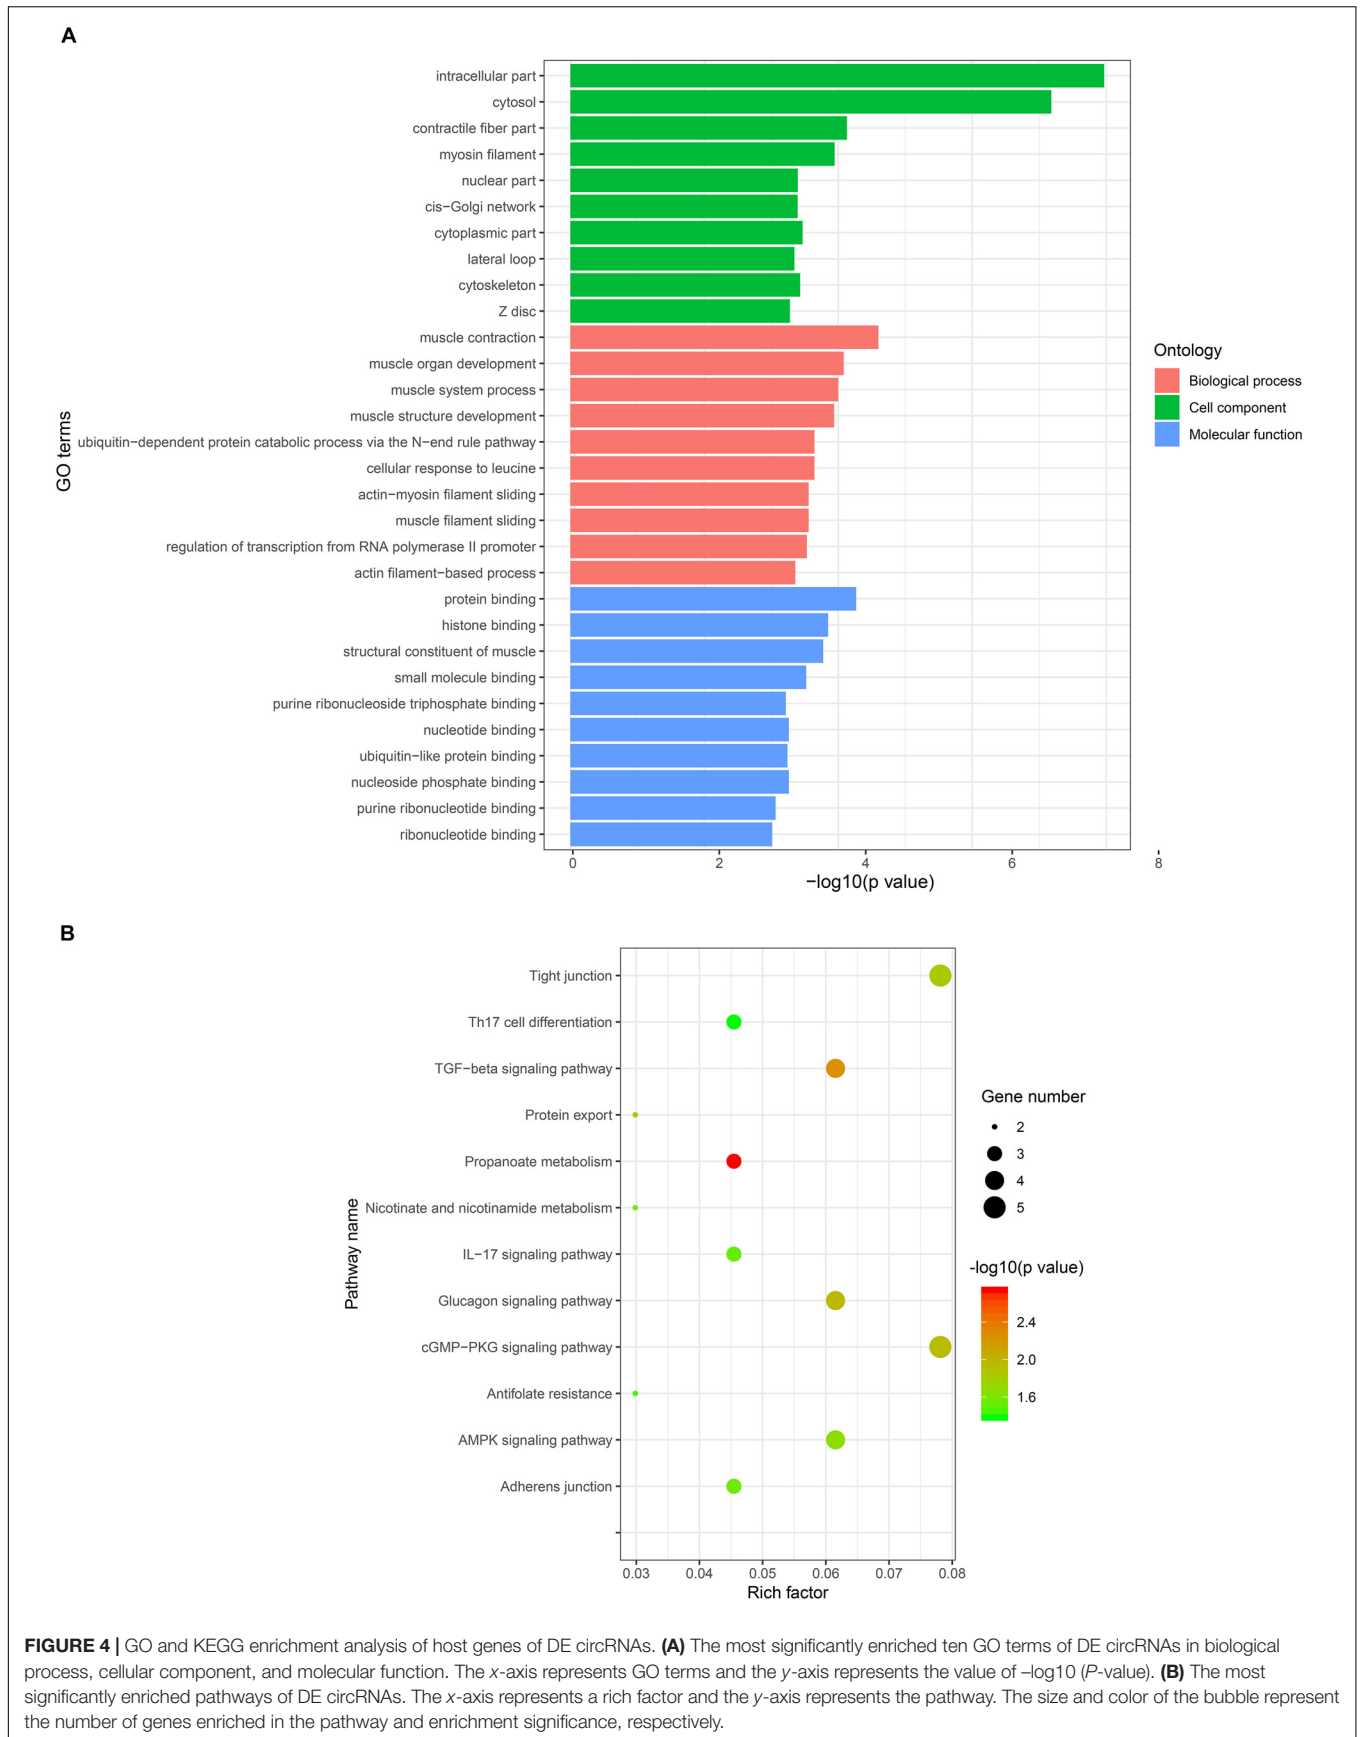 A
intracellular part
cytosol
contractile fiber part
myosin filament
nuclear part
cis−Golgi network
cytoplasmic part
lateral loop
cytoskeleton
Z disc
muscle contraction
muscle organ development
muscle system process
muscle structure development
ubiquitin−dependent protein catabolic process via the N−end rule pathway
cellular response to leucine
actin−myosin filament sliding
muscle filament sliding
regulation of transcription from RNA polymerase II promoter
actin filament−based process
protein binding
histone binding
structural constituent of muscle
small molecule binding
purine ribonucleoside triphosphate binding
nucleotide binding
ubiquitin−like protein binding
nucleoside phosphate binding
purine ribonucleotide binding
ribonucleotide binding
GO terms
0 2 4 6 8
−log10(p value)
Ontology
Biological process
Cell component
Molecular function
B
Tight junction
Th17 cell differentiation
TGF−beta signaling pathway
Protein export
Propanoate metabolism
Nicotinate and nicotinamide metabolism
IL−17 signaling pathway
Glucagon signaling pathway
cGMP−PKG signaling pathway
Antifolate resistance
AMPK signaling pathway
Adherens junction
Pathway name
0.03 0.04 0.05 0.06 0.07 0.08
Rich factor
Gene number
2
3
4
5
-log10(p value)
2.4
2.0
1.6
FIGURE 4 | GO and KEGG enrichment analysis of host genes of DE circRNAs. (A) The most significantly enriched ten GO terms of DE circRNAs in biological
process, cellular component, and molecular function. The x-axis represents GO terms and the y-axis represents the value of –log10 (P-value). (B) The most
significantly enriched pathways of DE circRNAs. The x-axis represents a rich factor and the y-axis represents the pathway. The size and color of the bubble represent
the number of genes enriched in the pathway and enrichment significance, respectively.